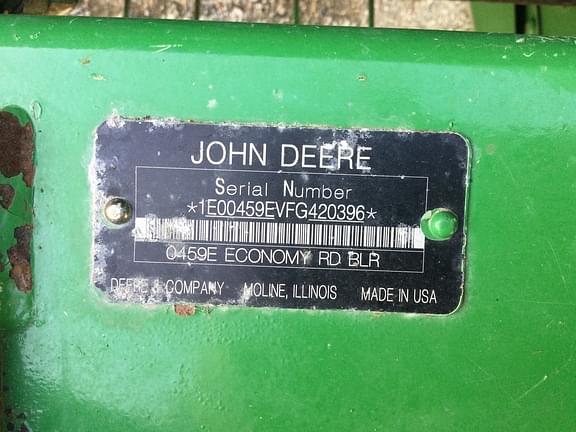 JOHN DEERE
Serial Number
*1E00459EVFG420396*
0459E ECONOMY RD BLR
DEERE & COMPANY MOLINE, ILLINOIS MADE IN USA